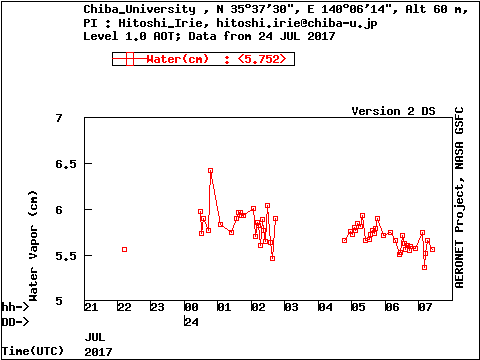 Chiba_University , N 35°37'30", E 140°06'14", Alt 60 m,
PI : Hitoshi_Irie, hitoshi.irie@chiba-u.jp
Level 1.0 AOT; Data from 24 JUL 2017
Water(cm) : <5.752>
Version 2 DS
7
6.5
6
5.5
5
Water Vapor (cm)
AERONET Project, NASA GSFC
hh-> 21 22 23 00 01 02 03 04 05 06 07
DD-> 24
JUL
Time(UTC) 2017